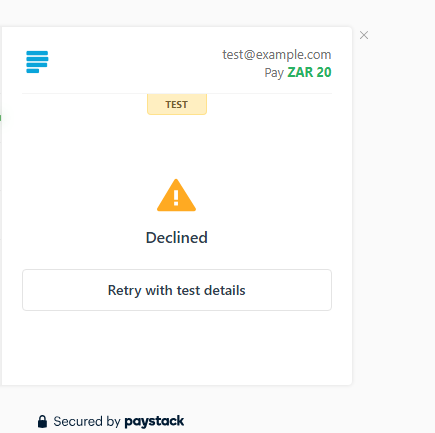 test@example.com
Pay ZAR 20
TEST
Declined
Retry with test details
Secured by paystack